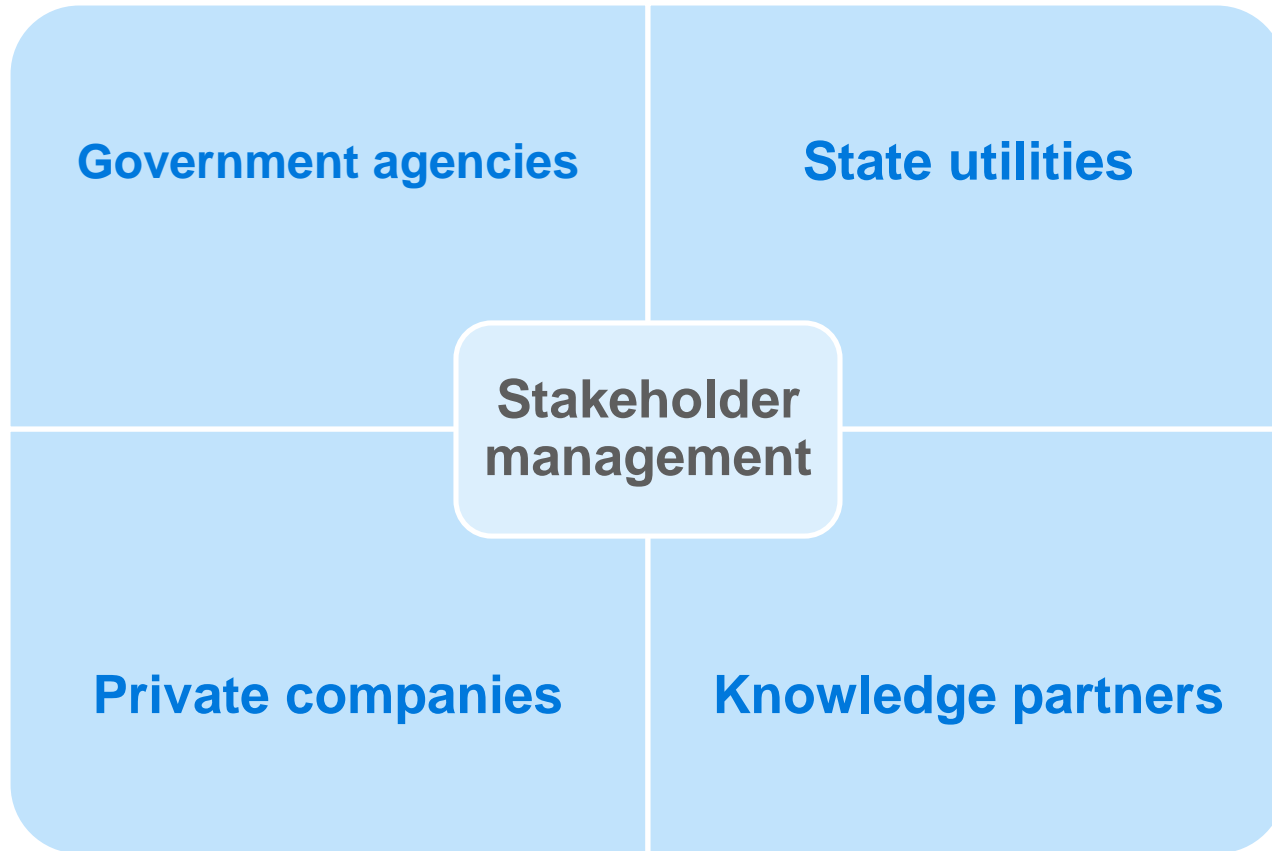 Government agencies
State utilities
Stakeholder
management
Private companies
Knowledge partners